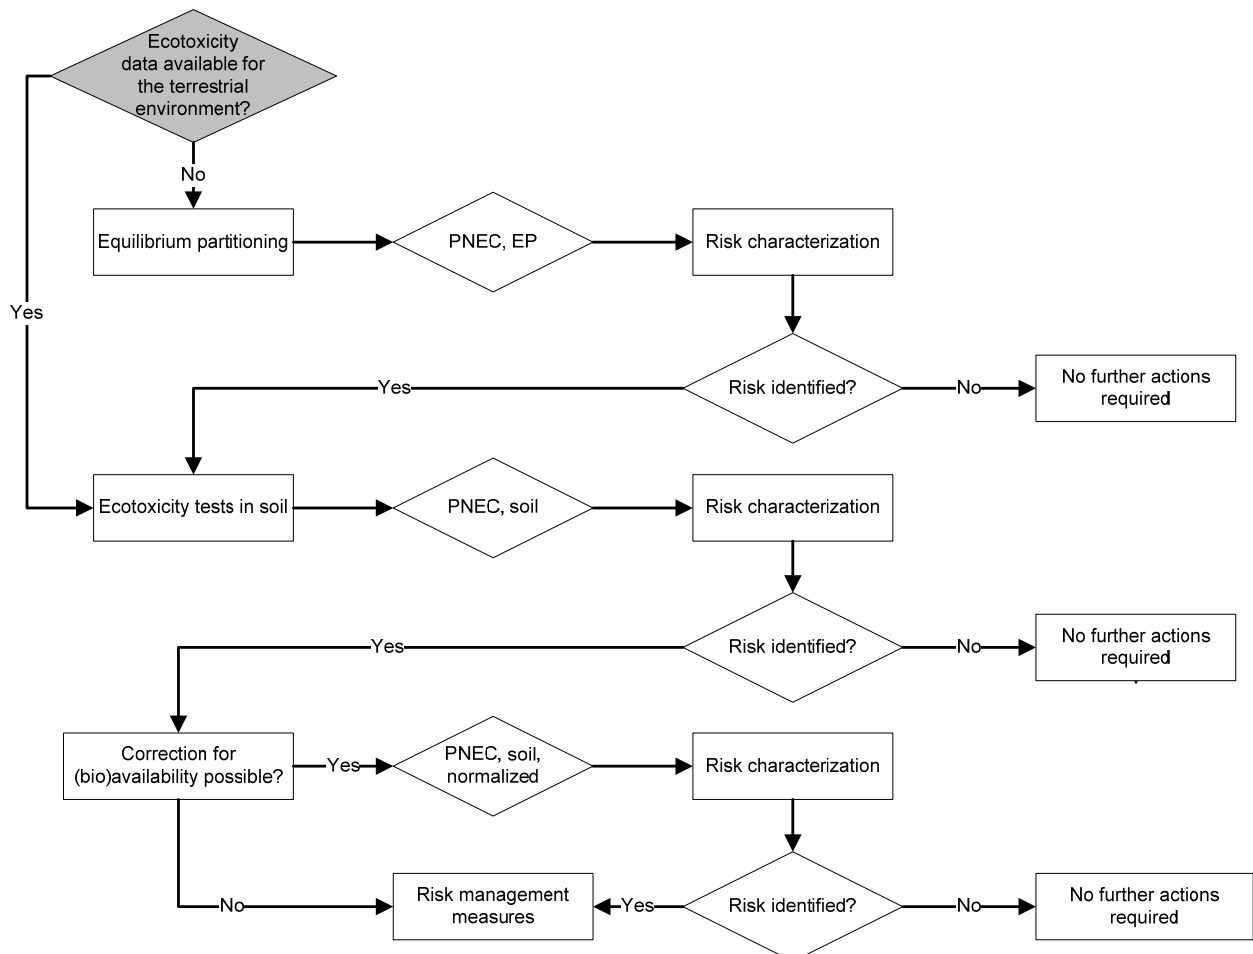 Ecotoxicity
data available for
the terrestrial
environment?
No
Equilibrium partitioning
PNEC, EP
Risk characterization
Yes
Yes
Risk identified?
No
No further actions
required
Ecotoxicity tests in soil
PNEC, soil
Risk characterization
Yes
Risk identified?
No
No further actions
required
Correction for
(bio)availability possible?
Yes
PNEC, soil,
normalized
Risk characterization
No
Risk management
measures
Yes
Risk identified?
No
No further actions
required